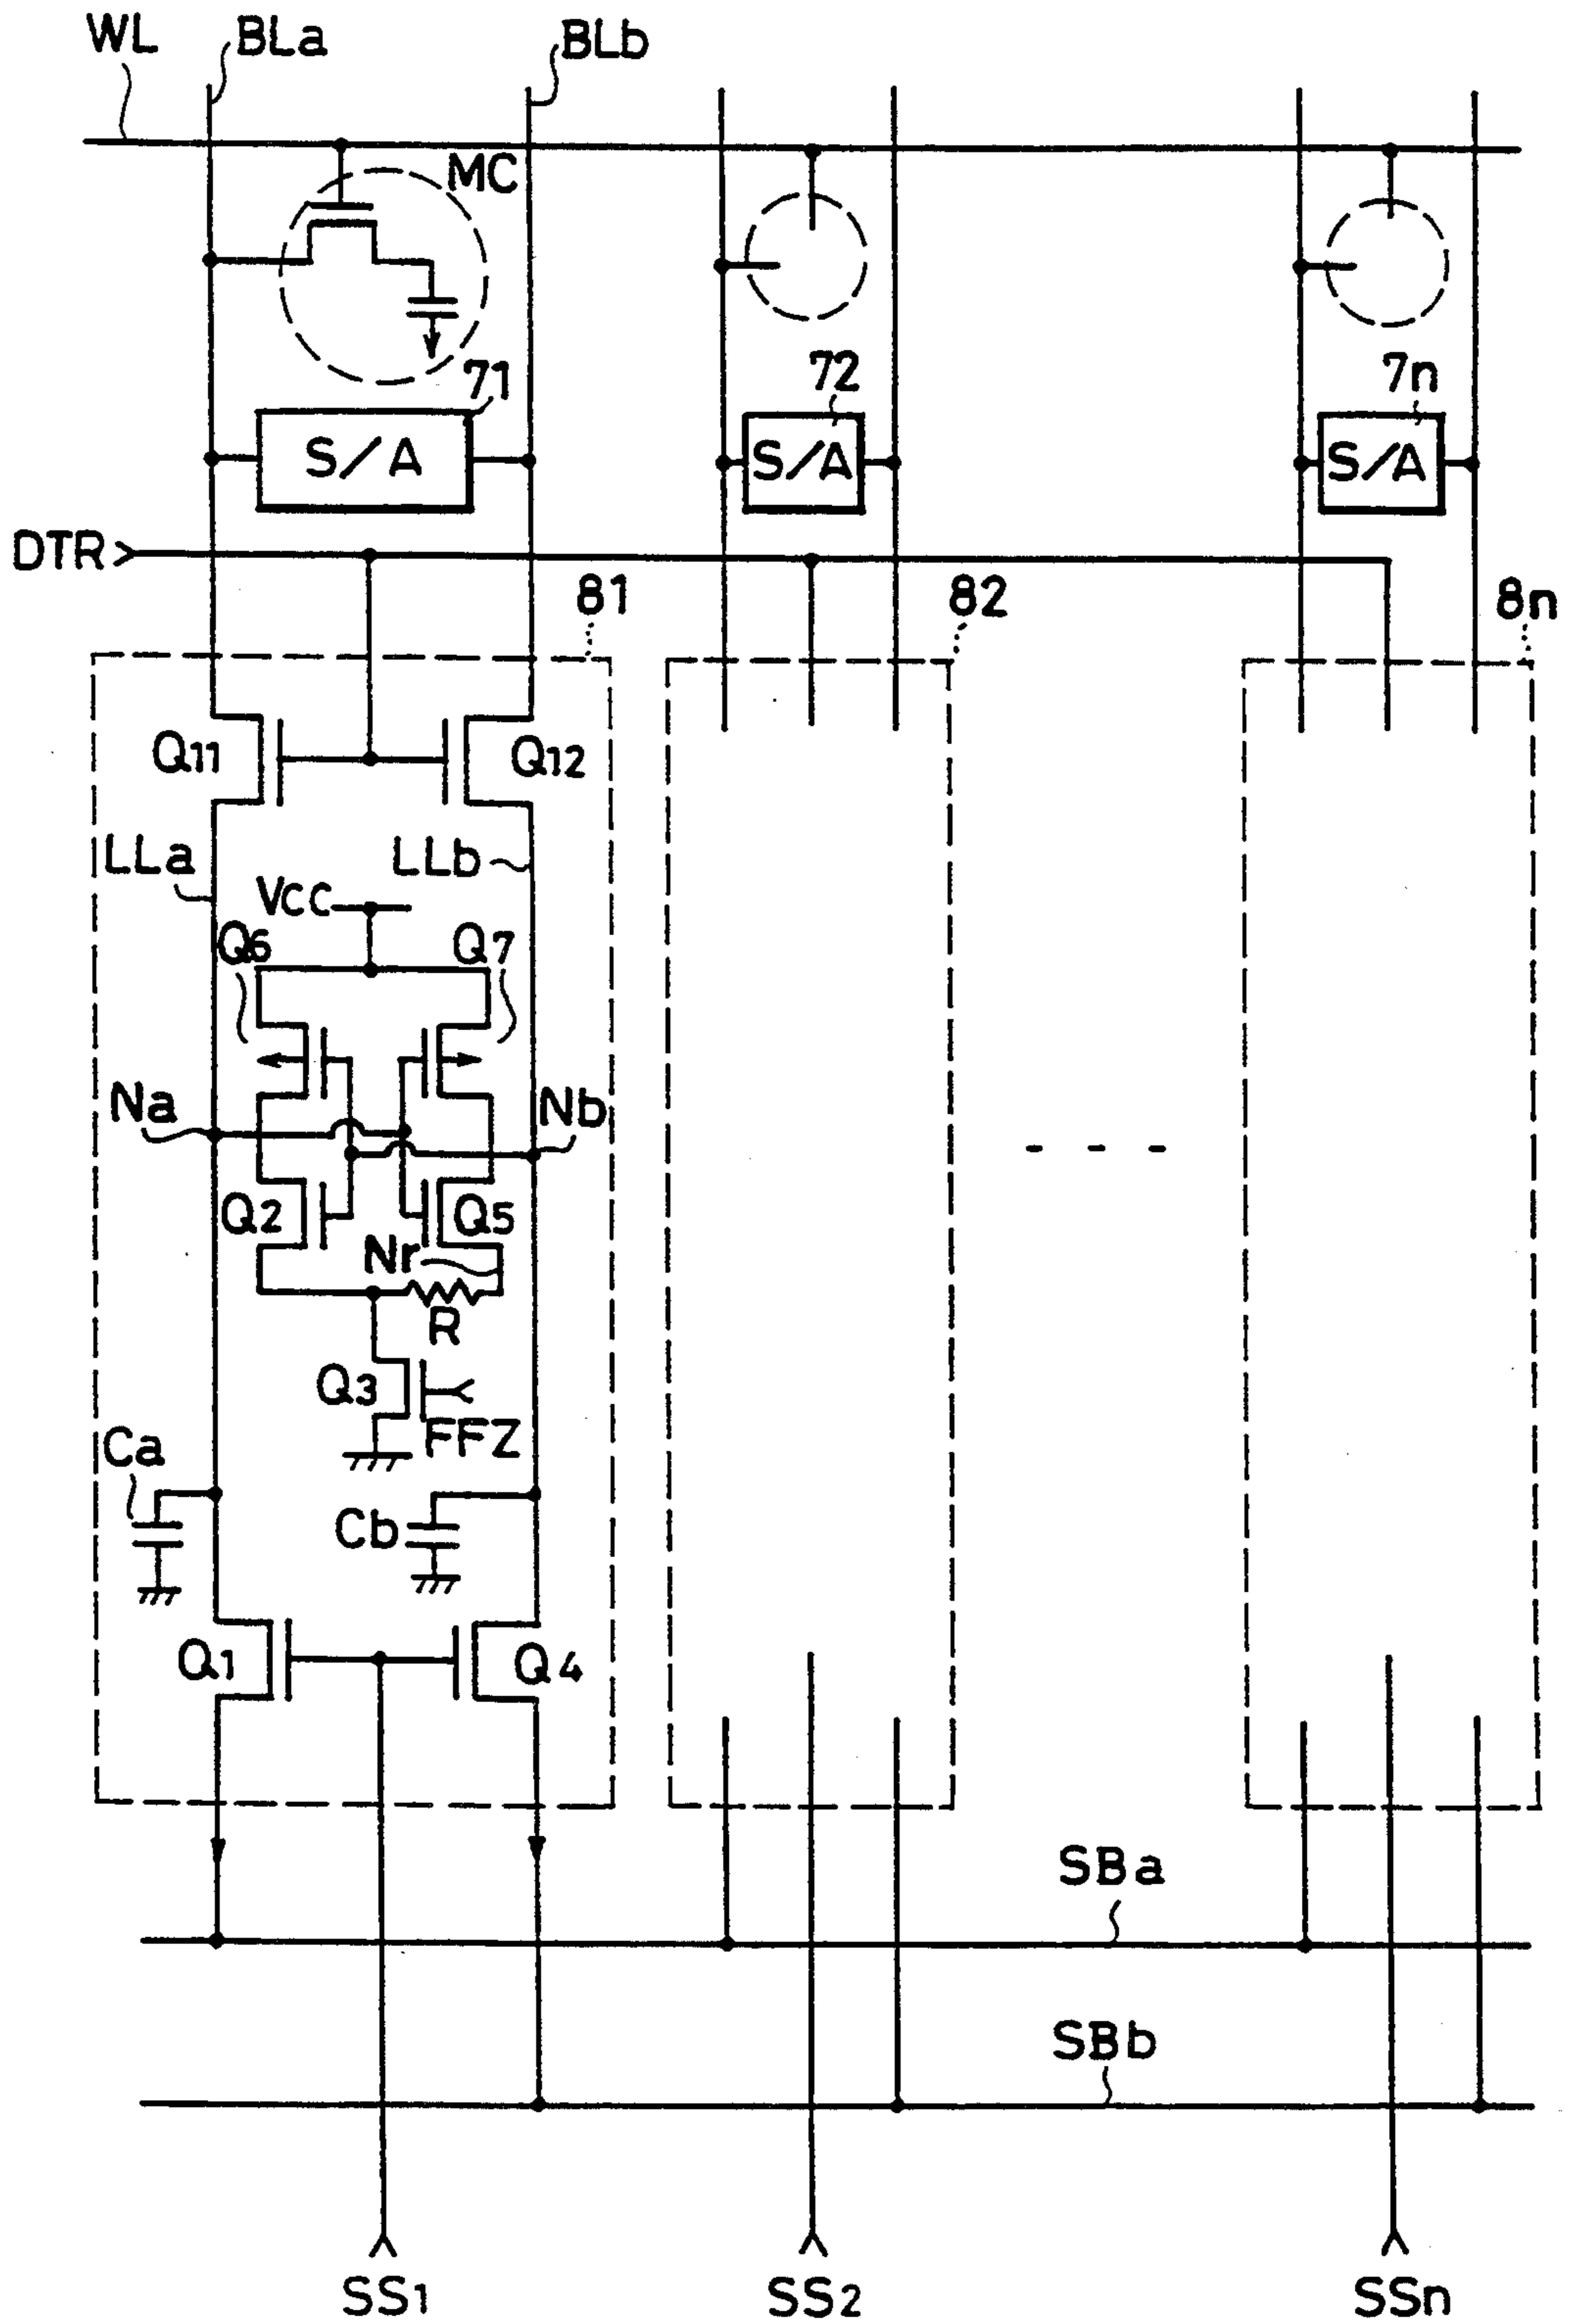 WL
BLa
BLb
MC
71
72
7n
S/A
S/A
S/A
DTR
81
82
8n
Q11
Q12
LLa
LLb
VCC
Q6
Q7
Na
Nb
Q2
Q5
Nr
R
Q3
FFZ
Ca
Cb
Q1
Q4
SBa
SBb
SS1
SS2
SSn